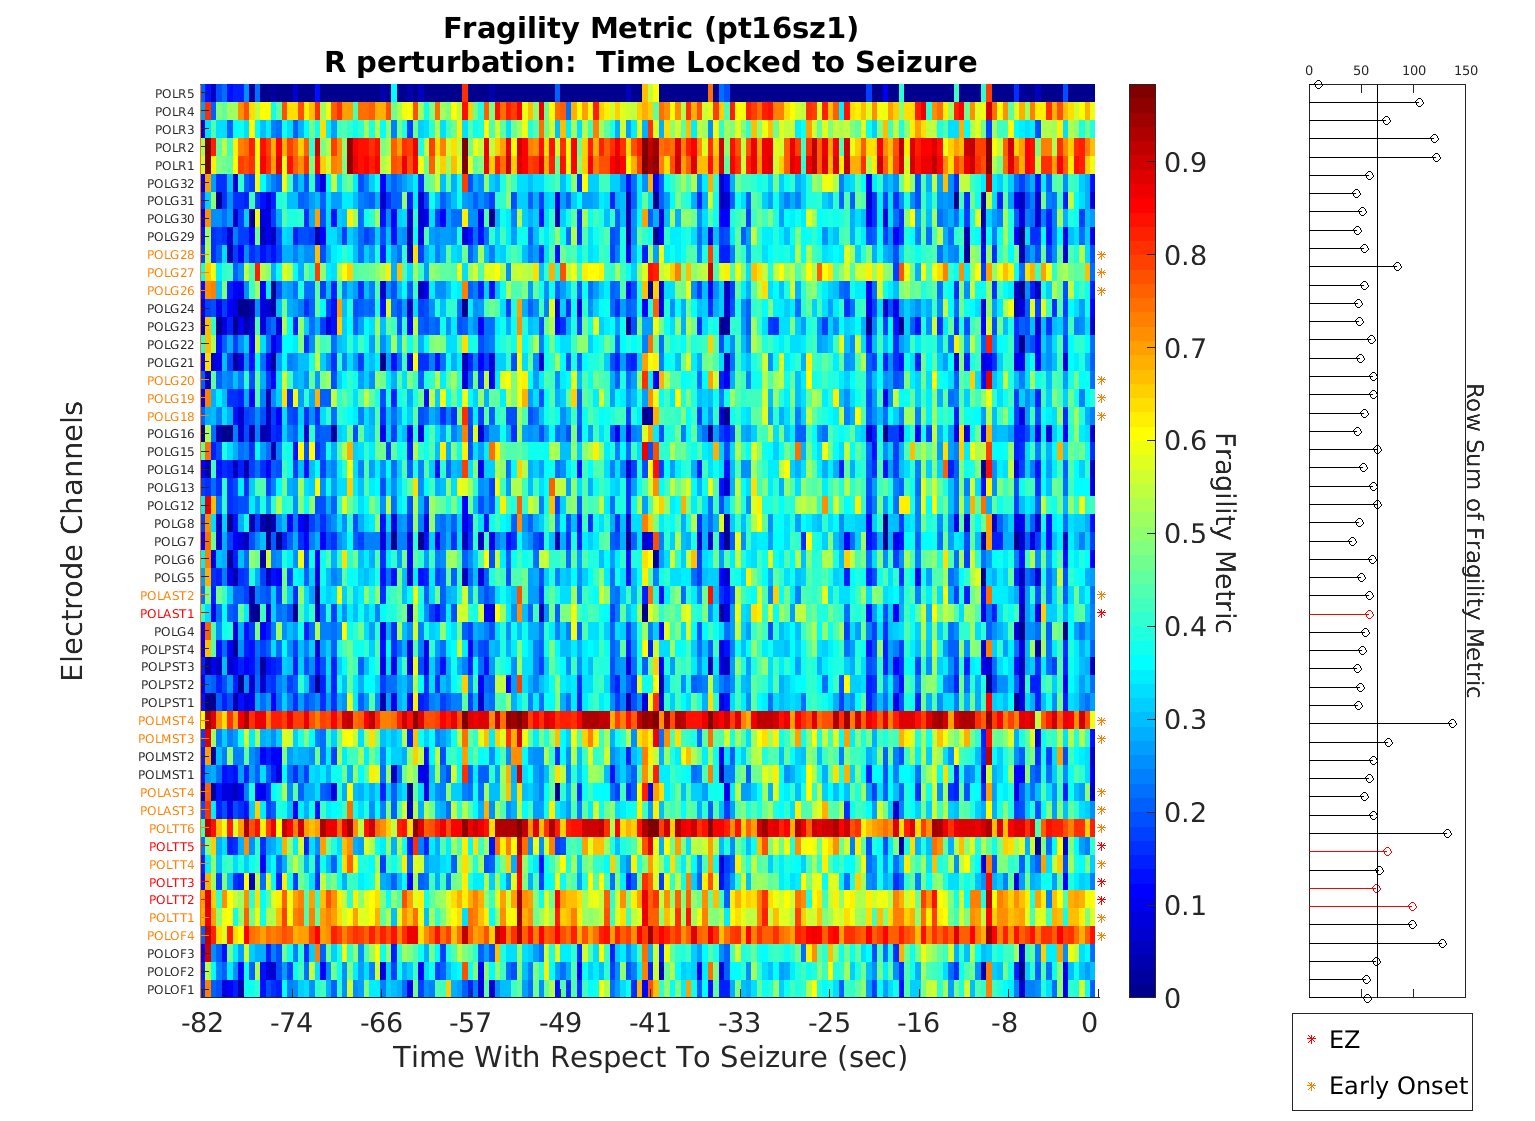 Fragility Metric (pt16sz1)
R perturbation:  Time Locked to Seizure
0 50 100 150
Electrode Channels
POLR5
POLR4
POLR3
POLR2
POLR1
POLG32
POLG31
POLG30
POLG29
POLG28
POLG27
POLG26
POLG24
POLG23
POLG22
POLG21
POLG20
POLG19
POLG18
POLG16
POLG15
POLG14
POLG13
POLG12
POLG8
POLG7
POLG6
POLG5
POLAST2
POLAST1
POLG4
POLPST4
POLPST3
POLPST2
POLPST1
POLMST4
POLMST3
POLMST2
POLMST1
POLAST4
POLAST3
POLTT6
POLTT5
POLTT4
POLTT3
POLTT2
POLTT1
POLOF4
POLOF3
POLOF2
POLOF1
-82 -74 -66 -57 -49 -41 -33 -25 -16 -8 0
Time With Respect To Seizure (sec)
0.9
0.8
0.7
0.6
0.5
0.4
0.3
0.2
0.1
0
Fragility Metric
Row Sum of Fragility Metric
EZ
Early Onset